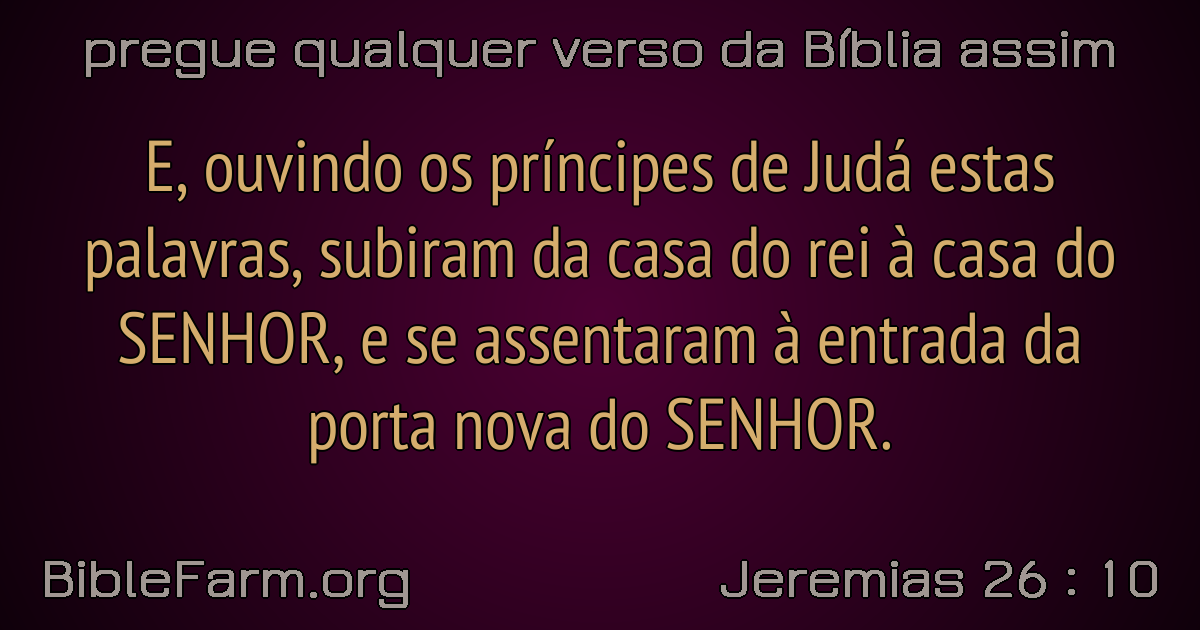 pregue qualquer verso da Bíblia assim
E, ouvindo os príncipes de Judá estas
palavras, subiram da casa do rei à casa do
SENHOR, e se assentaram à entrada da
porta nova do SENHOR.
BibleFarm.org
Jeremias 26 : 10